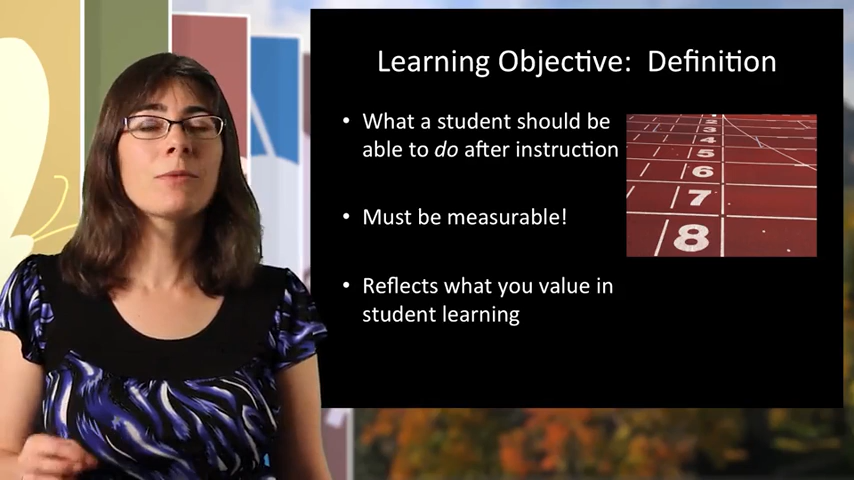 Learning Objective: Definition
• What a student should be
able to do after instruction
• Must be measurable!
• Reflects what you value in
student learning
2
3
4
5
6
7
8